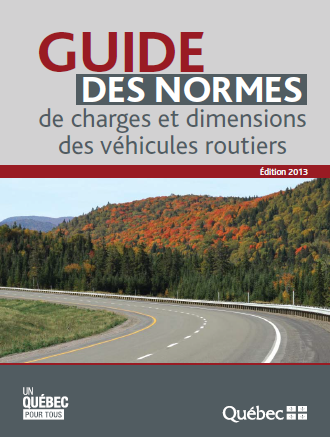 GUIDE
DES NORMES
de charges et dimensions
des véhicules routiers
Édition 2013
UN
QUÉBEC
POUR TOUS
Québec